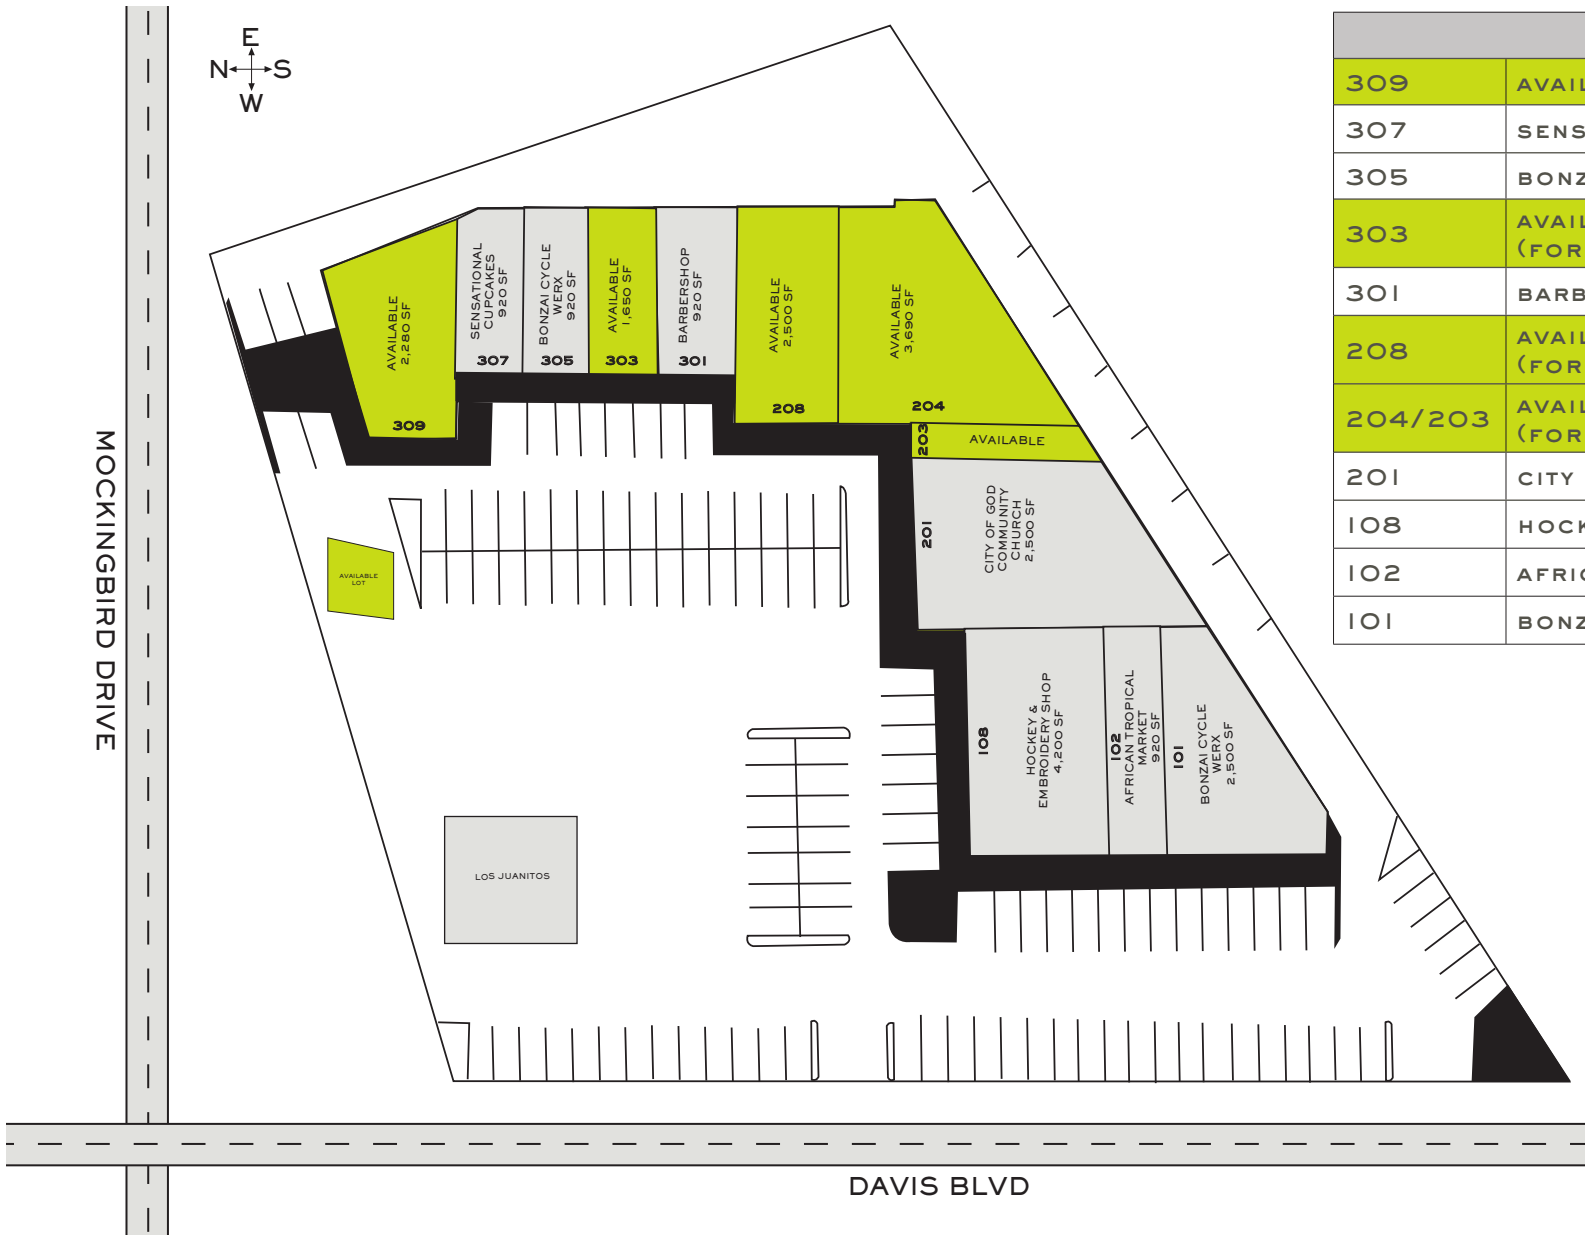 E
N S
W
MOCKINGBIRD DRIVE
DAVIS BLVD
AVAILABLE
2,280 SF
309
SENSATIONAL
CUPCAKES
920 SF
307
BONZAI CYCLE
WERX
920 SF
305
AVAILABLE
1,650 SF
303
BARBERSHOP
920 SF
301
AVAILABLE
2,500 SF
208
AVAILABLE
3,690 SF
204
203
AVAILABLE
201
CITY OF GOD
COMMUNITY
CHURCH
2,500 SF
108
HOCKEY &
EMBROIDERY SHOP
4,200 SF
102
AFRICAN TROPICAL
MARKET
920 SF
101
BONZAI CYCLE
WERX
2,500 SF
AVAILABLE
LOT
LOS JUANITOS
309 AVAIL
307 SENS
305 BONZ
303 AVAIL
(FOR
301 BARB
208 AVAIL
(FOR
204/203 AVAIL
(FOR
201 CITY
108 HOCK
102 AFRIC
101 BONZ